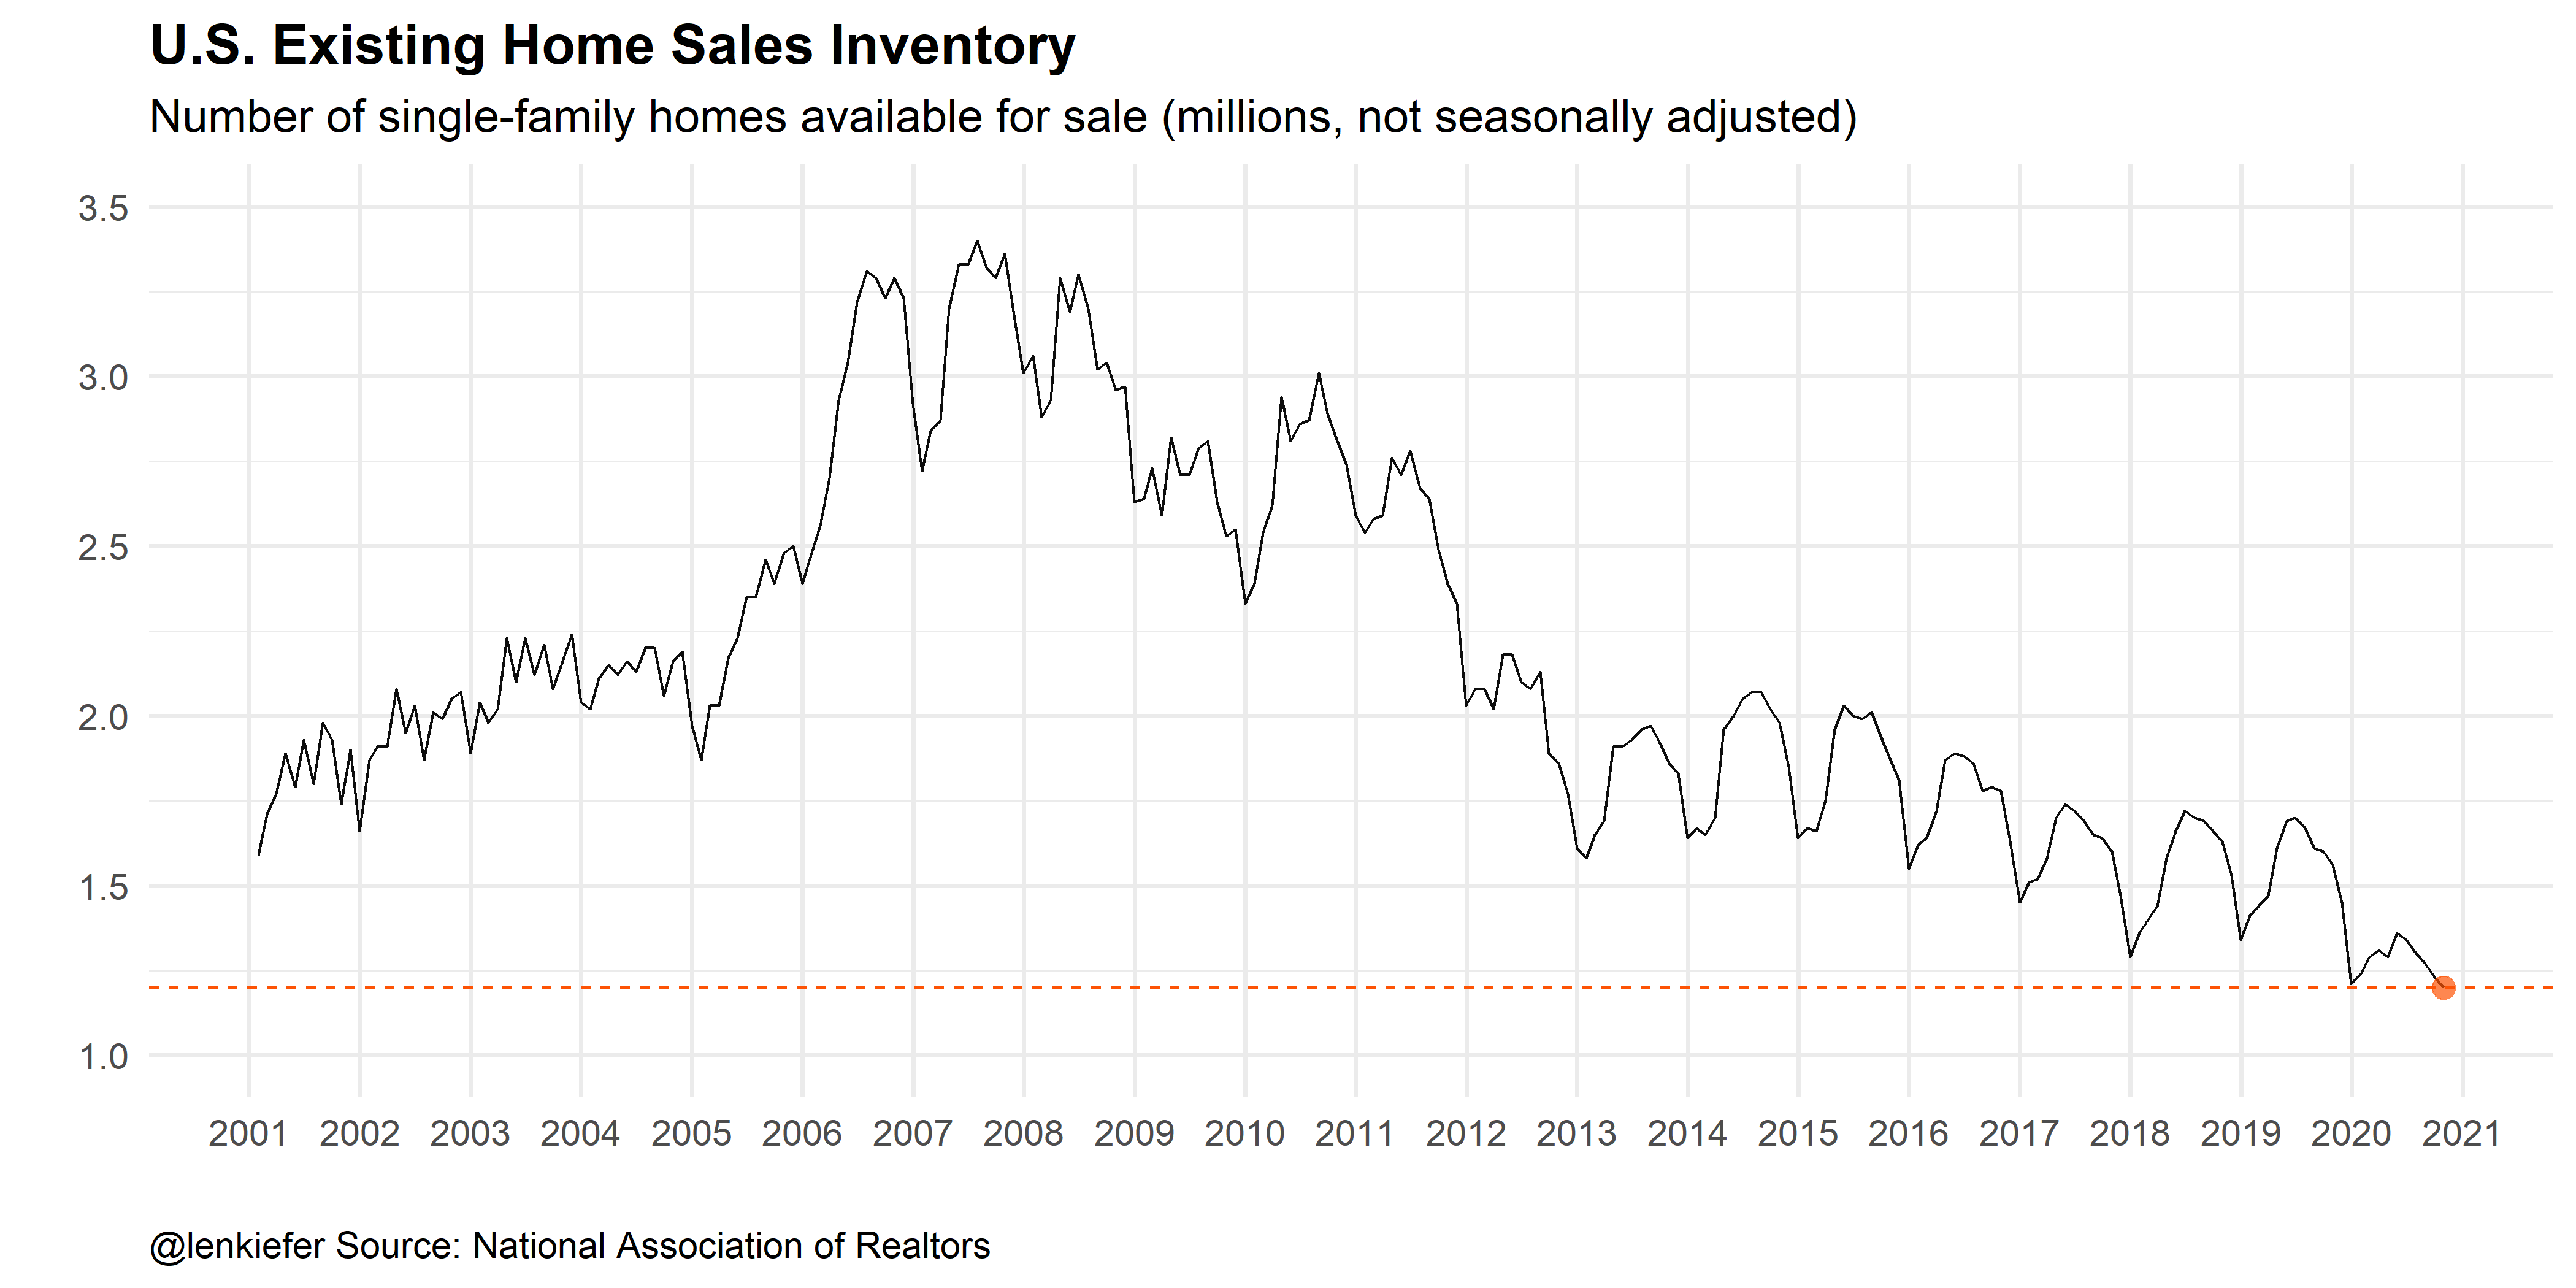 U.S. Existing Home Sales Inventory
Number of single-family homes available for sale (millions, not seasonally adjusted)
3.5
3.0
2.5
2.0
1.5
1.0
2001 2002 2003 2004 2005 2006 2007 2008 2009 2010 2011 2012 2013 2014 2015 2016 2017 2018 2019 2020 2021
@lenkiefer Source: National Association of Realtors